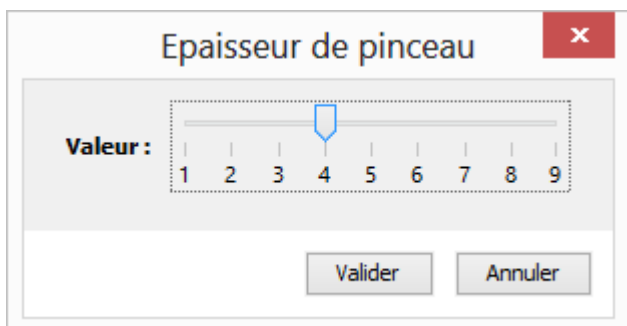 Epaisseur de pinceau
Valeur :
1 2 3 4 5 6 7 8 9
Valider Annuler